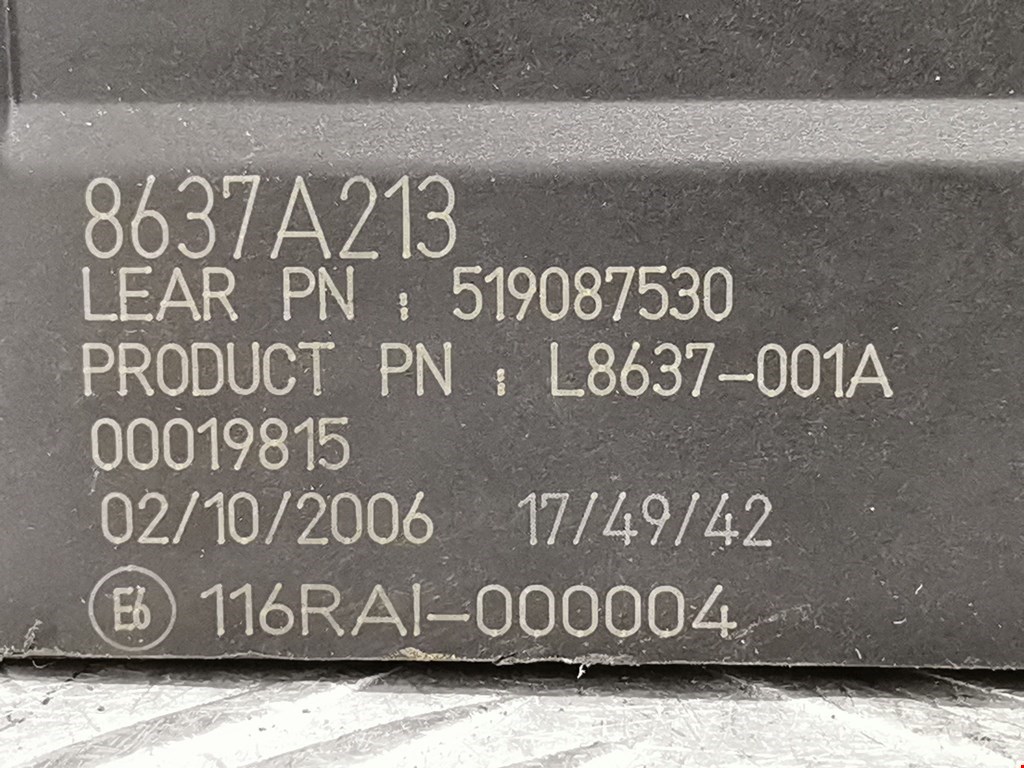 8637A213
LEAR PN : 519087530
PRODUCT PN : L8637-001A
00019815
02/10/2006 17/49/42
E6 116RAI-000004